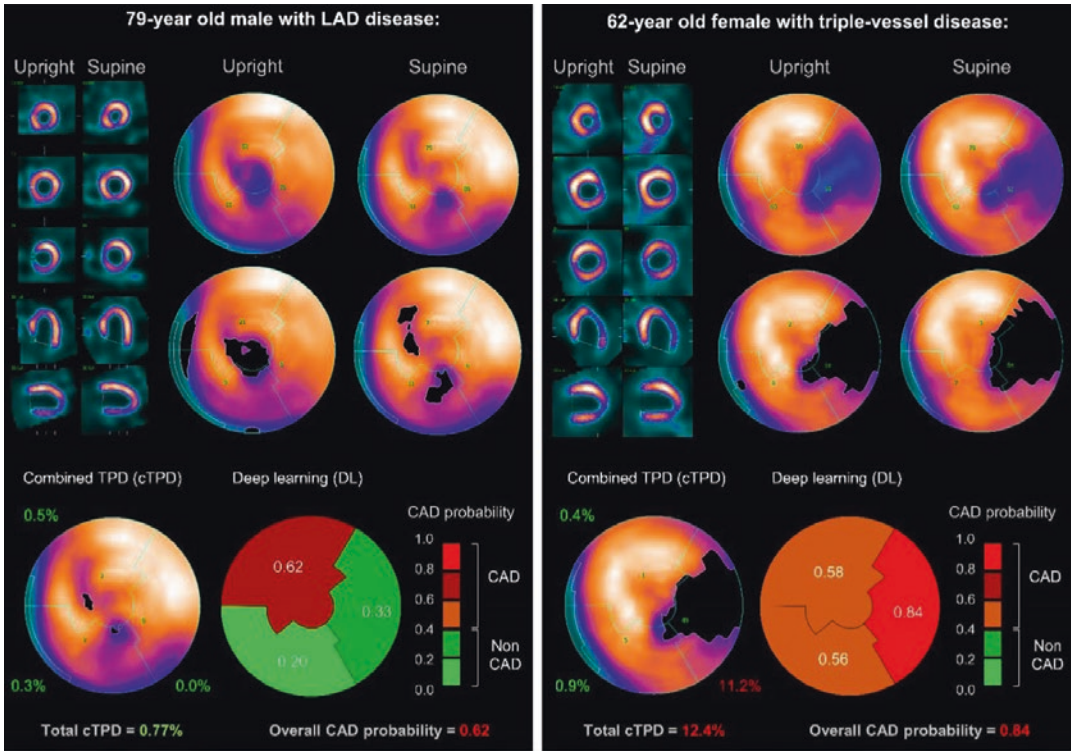 79-year old male with LAD disease:
Upright Supine Upright Supine
Combined TPD (cTPD) Deep learning (DL)
CAD probability
0.5%
1.0
0.8
0.6
0.4
0.2
0.0
CAD
Non
CAD
0.62
0.33
0.20
0.3% 0.0%
Total cTPD = 0.77% Overall CAD probability = 0.62
62-year old female with triple-vessel disease:
Upright Supine Upright Supine
Combined TPD (cTPD) Deep learning (DL)
CAD probability
0.4%
1.0
0.8
0.6
0.4
0.2
0.0
CAD
Non
CAD
0.58
0.84
0.56
0.9% 11.2%
Total cTPD = 12.4% Overall CAD probability = 0.84